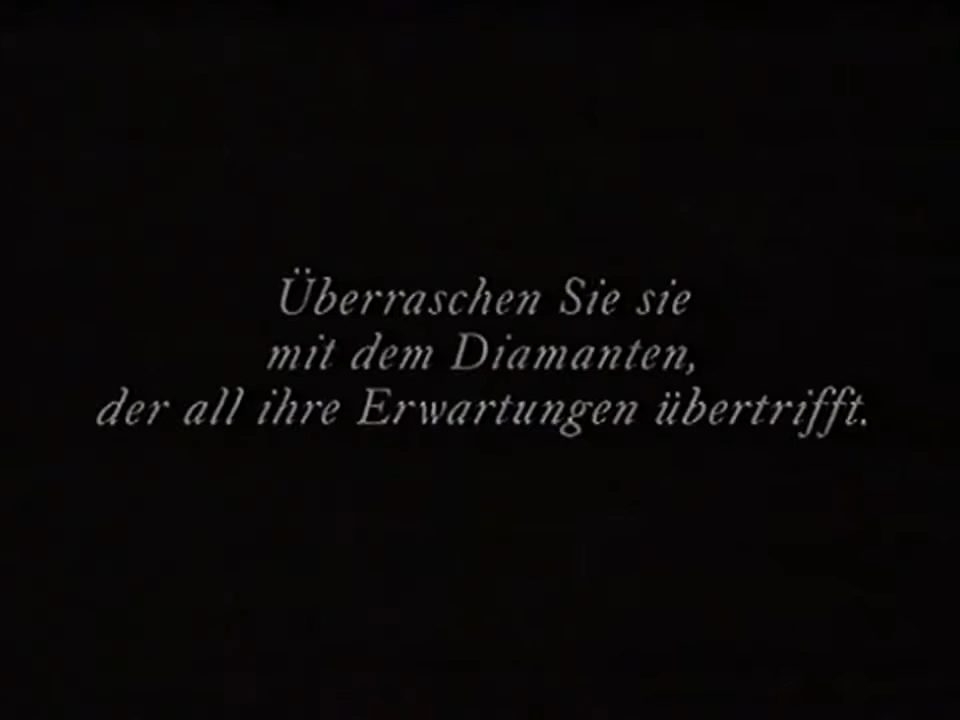 Überraschen Sie sie
mit dem Diamanten,
der all ihre Erwartungen übertrifft.